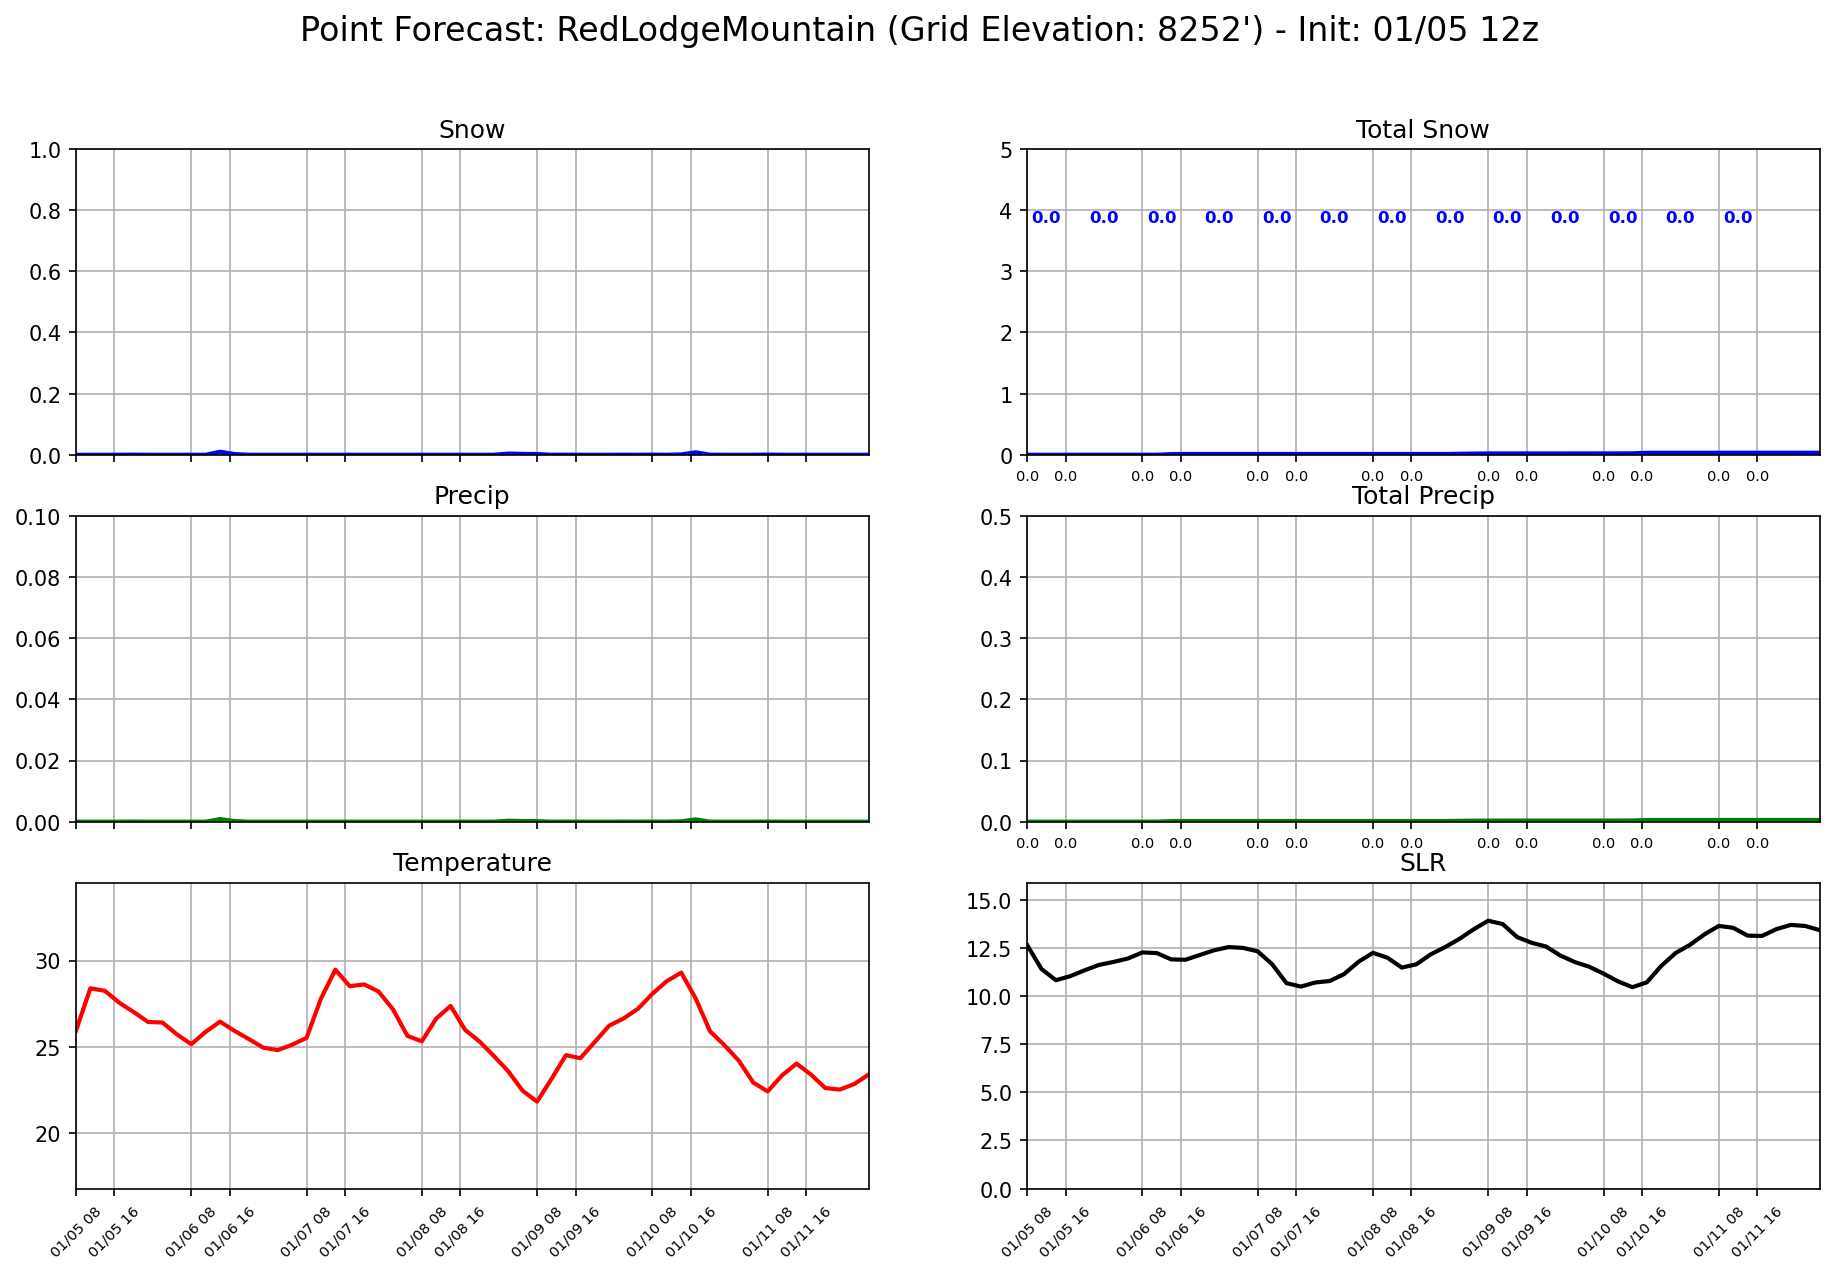 Point Forecast: RedLodgeMountain (Grid Elevation: 8252') - Init: 01/05 12z
Snow
1.0
0.8
0.6
0.4
0.2
0.0
Total Snow
5
4
3
2
1
0
0.0 0.0 0.0 0.0 0.0 0.0 0.0 0.0 0.0 0.0 0.0 0.0 0.0
0.0 0.0 0.0 0.0 0.0 0.0 0.0 0.0 0.0 0.0 0.0 0.0 0.0 0.0
Precip
0.10
0.08
0.06
0.04
0.02
0.00
Total Precip
0.5
0.4
0.3
0.2
0.1
0.0
0.0 0.0 0.0 0.0 0.0 0.0 0.0 0.0 0.0 0.0 0.0 0.0 0.0 0.0
Temperature
30
25
20
01/05 08 01/05 16 01/06 08 01/06 16 01/07 08 01/07 16 01/08 08 01/08 16 01/09 08 01/09 16 01/10 08 01/10 16 01/11 08 01/11 16
SLR
15.0
12.5
10.0
7.5
5.0
2.5
0.0
01/05 08 01/05 16 01/06 08 01/06 16 01/07 08 01/07 16 01/08 08 01/08 16 01/09 08 01/09 16 01/10 08 01/10 16 01/11 08 01/11 16